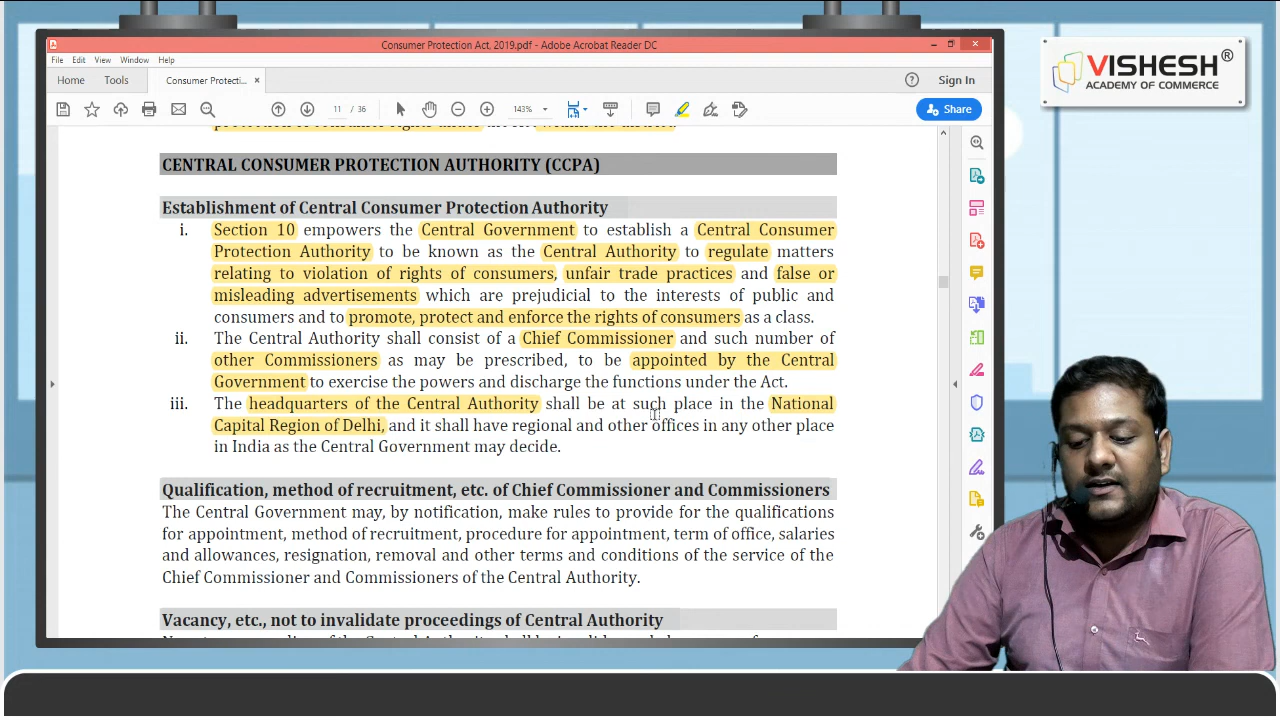 Consumer Protection Act, 2019.pdf - Adobe Acrobat Reader DC
File Edit View Window Help
Home Tools Consumer Protecti... × Sign In
11 / 36 143% Share
CENTRAL CONSUMER PROTECTION AUTHORITY (CCPA)
Establishment of Central Consumer Protection Authority
i. Section 10 empowers the Central Government to establish a Central Consumer
Protection Authority to be known as the Central Authority to regulate matters
relating to violation of rights of consumers, unfair trade practices and false or
misleading advertisements which are prejudicial to the interests of public and
consumers and to promote, protect and enforce the rights of consumers as a class.
ii. The Central Authority shall consist of a Chief Commissioner and such number of
other Commissioners as may be prescribed, to be appointed by the Central
Government to exercise the powers and discharge the functions under the Act.
iii. The headquarters of the Central Authority shall be at such place in the National
Capital Region of Delhi, and it shall have regional and other offices in any other place
in India as the Central Government may decide.
Qualification, method of recruitment, etc. of Chief Commissioner and Commissioners
The Central Government may, by notification, make rules to provide for the qualifications
for appointment, method of recruitment, procedure for appointment, term of office, salaries
and allowances, resignation, removal and other terms and conditions of the service of the
Chief Commissioner and Commissioners of the Central Authority.
Vacancy, etc., not to invalidate proceedings of Central Authority
VISHESH ®
ACADEMY OF COMMERCE